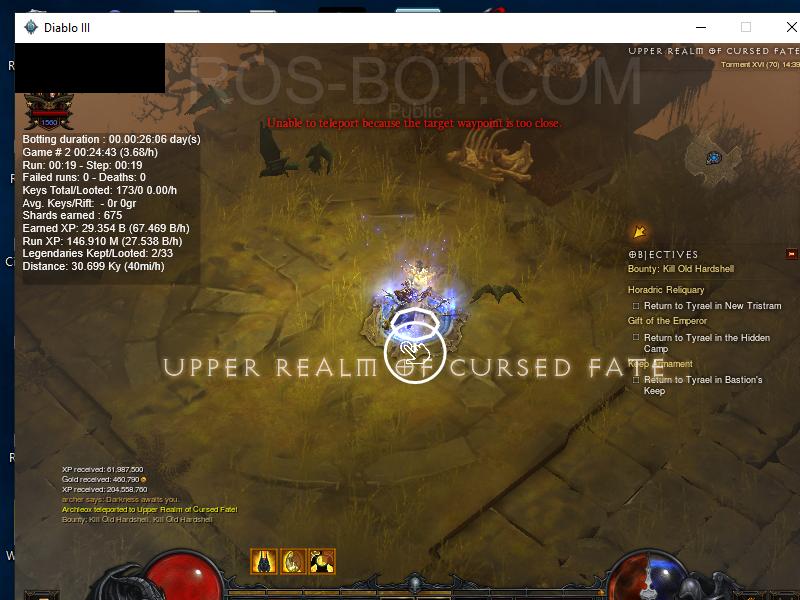 Diablo III
UPPER REALM OF CURSED FATE
Torment XVI (70) 14:39
ROS-BOT.COM
Public
Unable to teleport because the target waypoint is too close.
1560
Botting duration : 00.00:26:06 day(s)
Game # 2 00:24:43 (3.68/h)
Run: 00:19 - Step: 00:19
Failed runs: 0 - Deaths: 0
Keys Total/Looted: 173/0 0.00/h
Avg. Keys/Rift: - 0r 0gr
Shards earned : 675
Earned XP: 29.354 B (67.469 B/h)
Run XP: 146.910 M (27.538 B/h)
Legendaries Kept/Looted: 2/33
Distance: 30.699 Ky (40mi/h)
OBJECTIVES
Bounty: Kill Old Hardshell
Horadric Reliquary
Return to Tyrael in New Tristram
Gift of the Emperor
Return to Tyrael in the Hidden
Camp
Keep Armament
Return to Tyrael in Bastion's
Keep
UPPER REALM OF CURSED FATE
XP received: 61,987,500
Gold received: 460,790
XP received: 204,558,760
archer says: Darkness awaits you.
Archleox teleported to Upper Realm of Cursed Fate!
Bounty: Kill Old Hardshell. Kill Old Hardshell